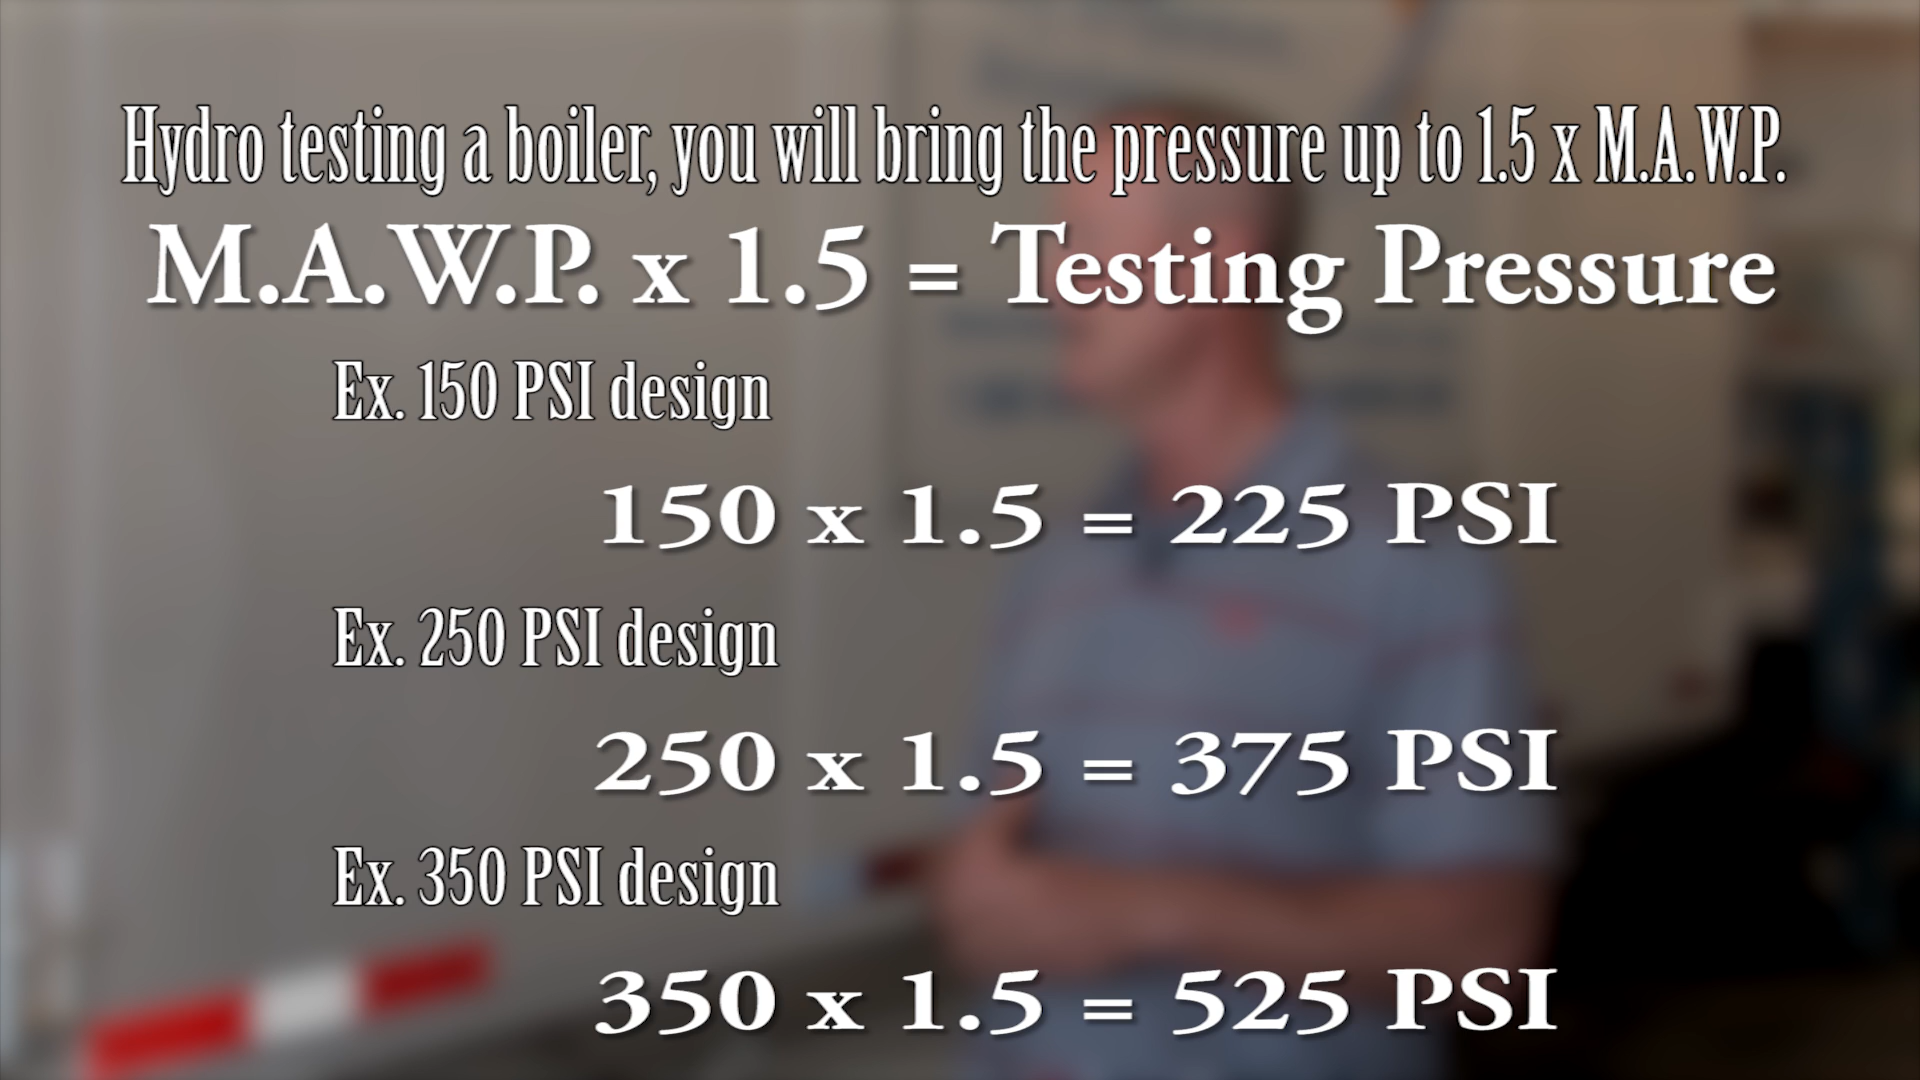 Hydro testing a boiler, you will bring the pressure up to 1.5 x M.A.W.P.
M.A.W.P. x 1.5 = Testing Pressure
Ex. 150 PSI design
150 x 1.5 = 225 PSI
Ex. 250 PSI design
250 x 1.5 = 375 PSI
Ex. 350 PSI design
350 x 1.5 = 525 PSI